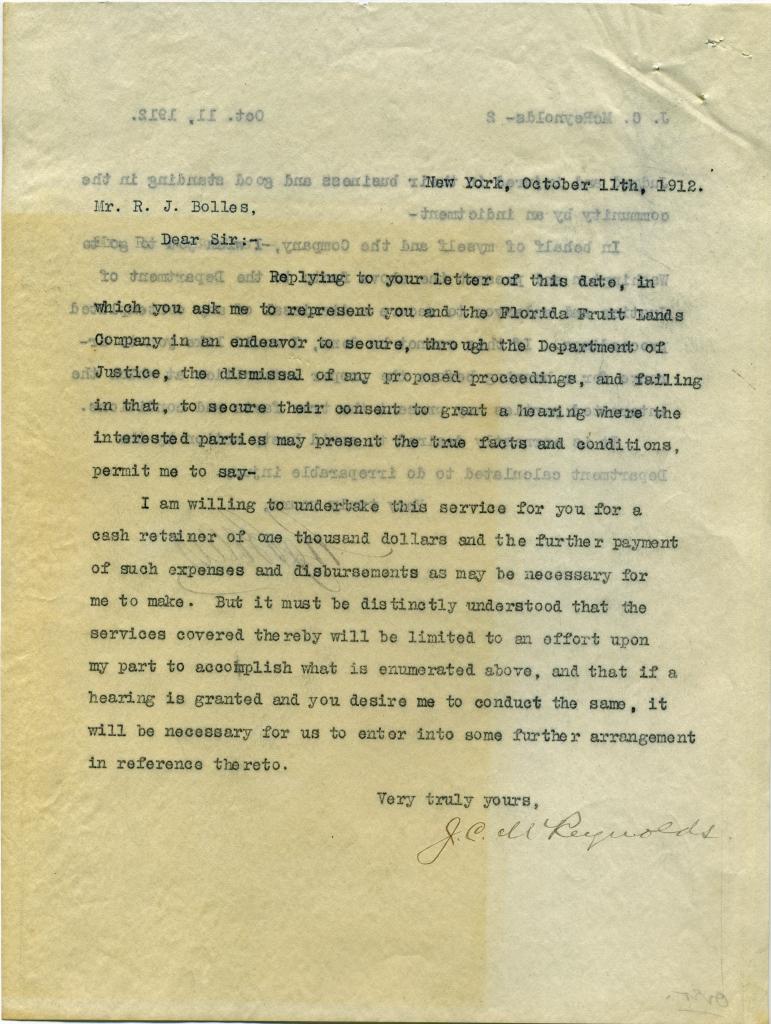 New York, October 11th, 1912.
Mr. R. J. Bolles,
Dear Sir:-
Replying to your letter of this date, in
which you ask me to represent you and the Florida Fruit Lands
Company in an endeavor to secure, through the Department of
Justice, the dismissal of any proposed proceedings, and failing
in that, to secure their consent to grant a hearing where the
interested parties may present the true facts and conditions,
permit me to say-
I am willing to undertake this service for you for a
cash retainer of one thousand dollars and the further payment
of such expenses and disbursements as may be necessary for
me to make. But it must be distinctly understood that the
services covered thereby will be limited to an effort upon
my part to accomplish what is enumerated above, and that if a
hearing is granted and you desire me to conduct the same, it
will be necessary for us to enter into some further arrangement
in reference thereto.
Very truly yours,
J. C. McReynolds.